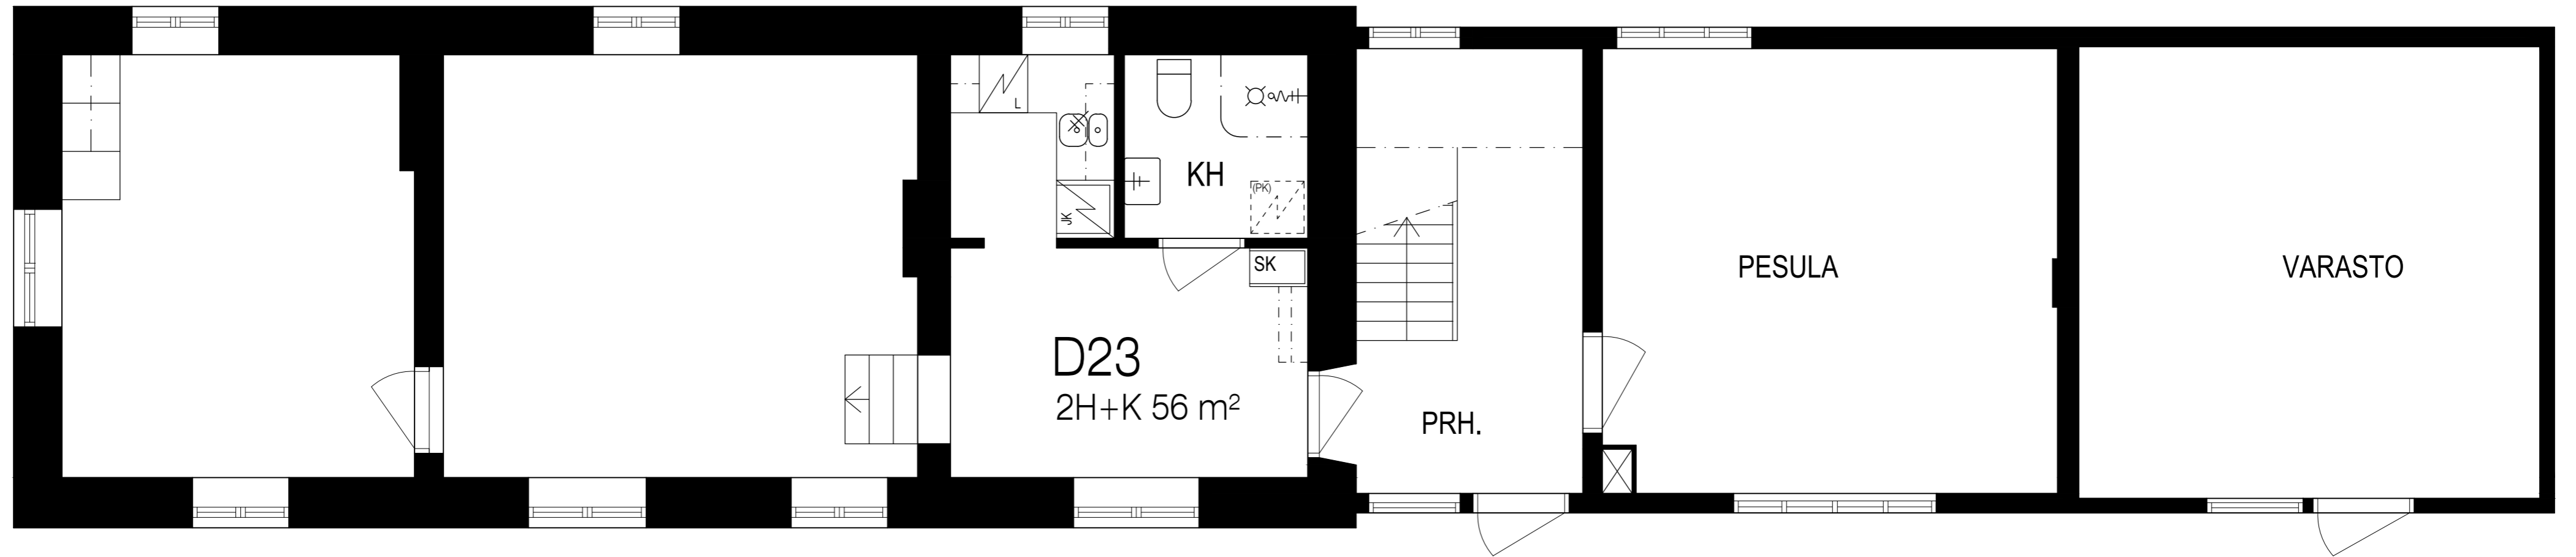 L
KH
(PK)
JK
SK
PESULA
VARASTO
D23
2H+K 56 m²
PRH.